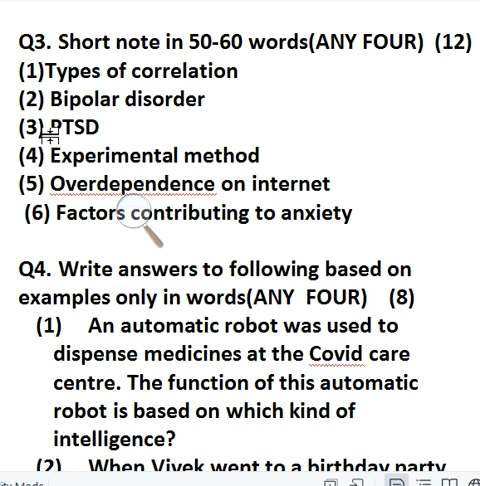 Q3. Short note in 50-60 words(ANY FOUR)  (12)
(1)Types of correlation
(2) Bipolar disorder
(3) PTSD
(4) Experimental method
(5) Overdependence on internet
(6) Factors contributing to anxiety
Q4. Write answers to following based on
examples only in words(ANY  FOUR)    (8)
(1)    An automatic robot was used to
dispense medicines at the Covid care
centre. The function of this automatic
robot is based on which kind of
intelligence?
(2)    When Vivek went to a birthday party